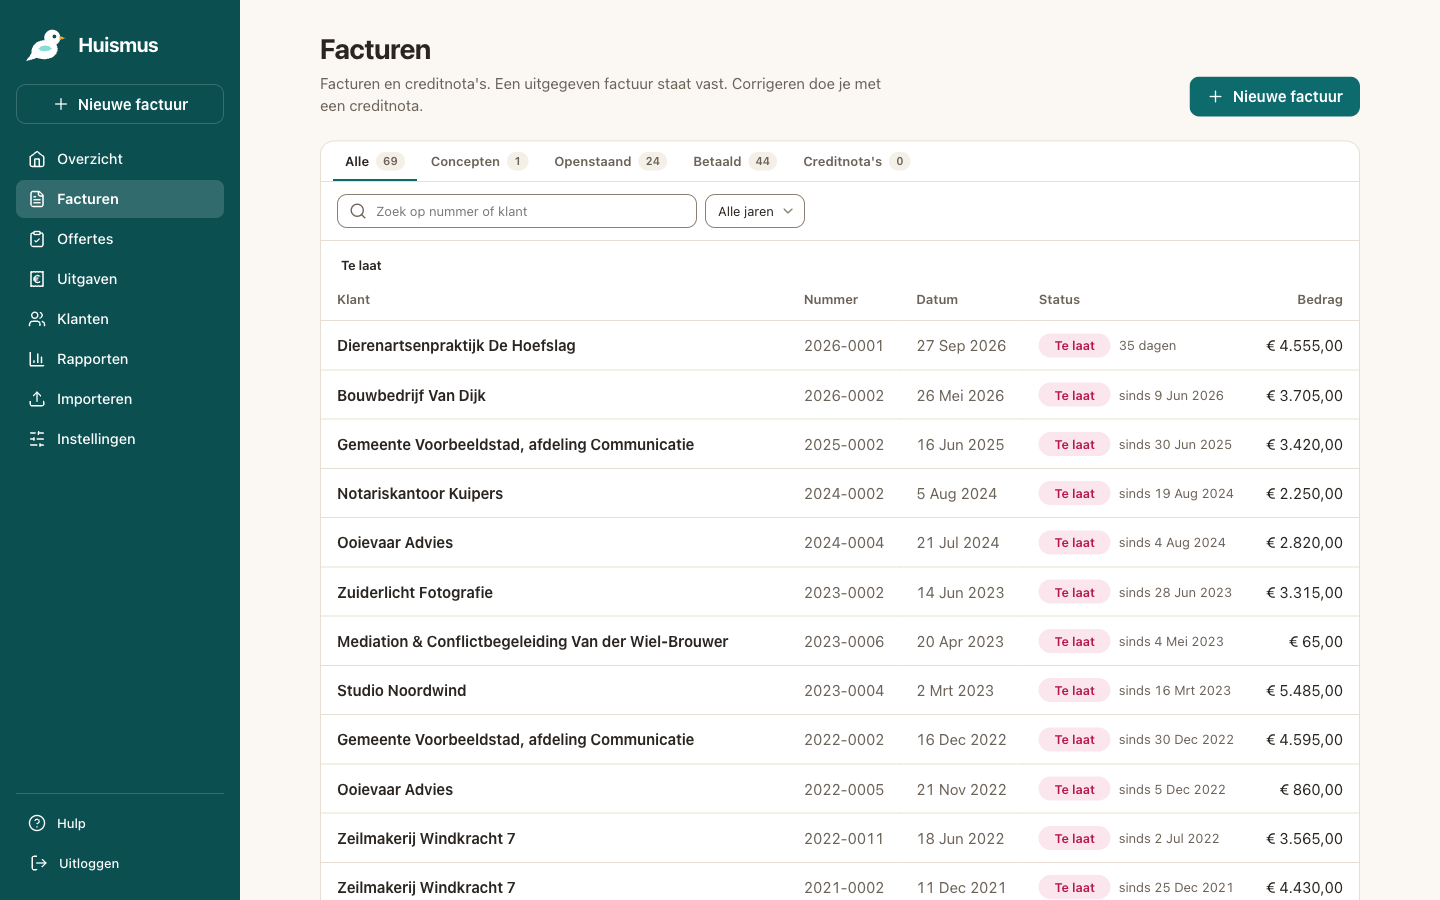 Huismus
Nieuwe factuur
Overzicht
Facturen
Offertes
Uitgaven
Klanten
Rapporten
Importeren
Instellingen
Hulp
Uitloggen
Facturen
Facturen en creditnota's. Een uitgegeven factuur staat vast. Corrigeren doe je met
een creditnota.
Nieuwe factuur
Alle 69 Concepten 1 Openstaand 24 Betaald 44 Creditnota's 0
Zoek op nummer of klant Alle jaren
Te laat
Klant Nummer Datum Status Bedrag
Dierenartsenpraktijk De Hoefslag 2026-0001 27 Sep 2026 Te laat 35 dagen € 4.555,00
Bouwbedrijf Van Dijk 2026-0002 26 Mei 2026 Te laat sinds 9 Jun 2026 € 3.705,00
Gemeente Voorbeeldstad, afdeling Communicatie 2025-0002 16 Jun 2025 Te laat sinds 30 Jun 2025 € 3.420,00
Notariskantoor Kuipers 2024-0002 5 Aug 2024 Te laat sinds 19 Aug 2024 € 2.250,00
Ooievaar Advies 2024-0004 21 Jul 2024 Te laat sinds 4 Aug 2024 € 2.820,00
Zuiderlicht Fotografie 2023-0002 14 Jun 2023 Te laat sinds 28 Jun 2023 € 3.315,00
Mediation & Conflictbegeleiding Van der Wiel-Brouwer 2023-0006 20 Apr 2023 Te laat sinds 4 Mei 2023 € 65,00
Studio Noordwind 2023-0004 2 Mrt 2023 Te laat sinds 16 Mrt 2023 € 5.485,00
Gemeente Voorbeeldstad, afdeling Communicatie 2022-0002 16 Dec 2022 Te laat sinds 30 Dec 2022 € 4.595,00
Ooievaar Advies 2022-0005 21 Nov 2022 Te laat sinds 5 Dec 2022 € 860,00
Zeilmakerij Windkracht 7 2022-0011 18 Jun 2022 Te laat sinds 2 Jul 2022 € 3.565,00
Zeilmakerij Windkracht 7 2021-0002 11 Dec 2021 Te laat sinds 25 Dec 2021 € 4.430,00